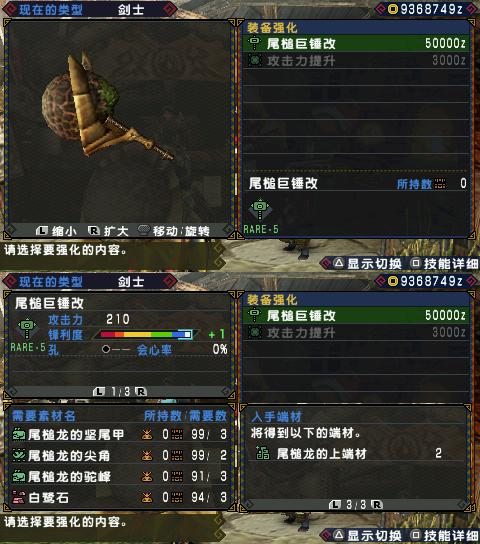 现在的类型 剑士
9368749z
装备强化
尾槌巨锤改 50000z
攻击力提升 3000z
尾槌巨锤改 所持数 0
RARE-5
L 缩小 R 扩大 移动/旋转
请选择要强化的内容。
△显示切换 □技能详细
现在的类型 剑士
9368749z
尾槌巨锤改
攻击力 210
锋利度 +1
RARE-5 孔 ●—— 会心率 0%
L 1/3 R
装备强化
尾槌巨锤改 50000z
攻击力提升 3000z
需要素材名 所持数/需要数
尾槌龙的坚尾甲 0 99/ 3
尾槌龙的尖角 0 99/ 2
尾槌龙的驼峰 0 91/ 3
白鹭石 0 94/ 3
入手端材
将得到以下的端材。
尾槌龙的上端材 2
L 3/3 R
请选择要强化的内容。
△显示切换 □技能详细